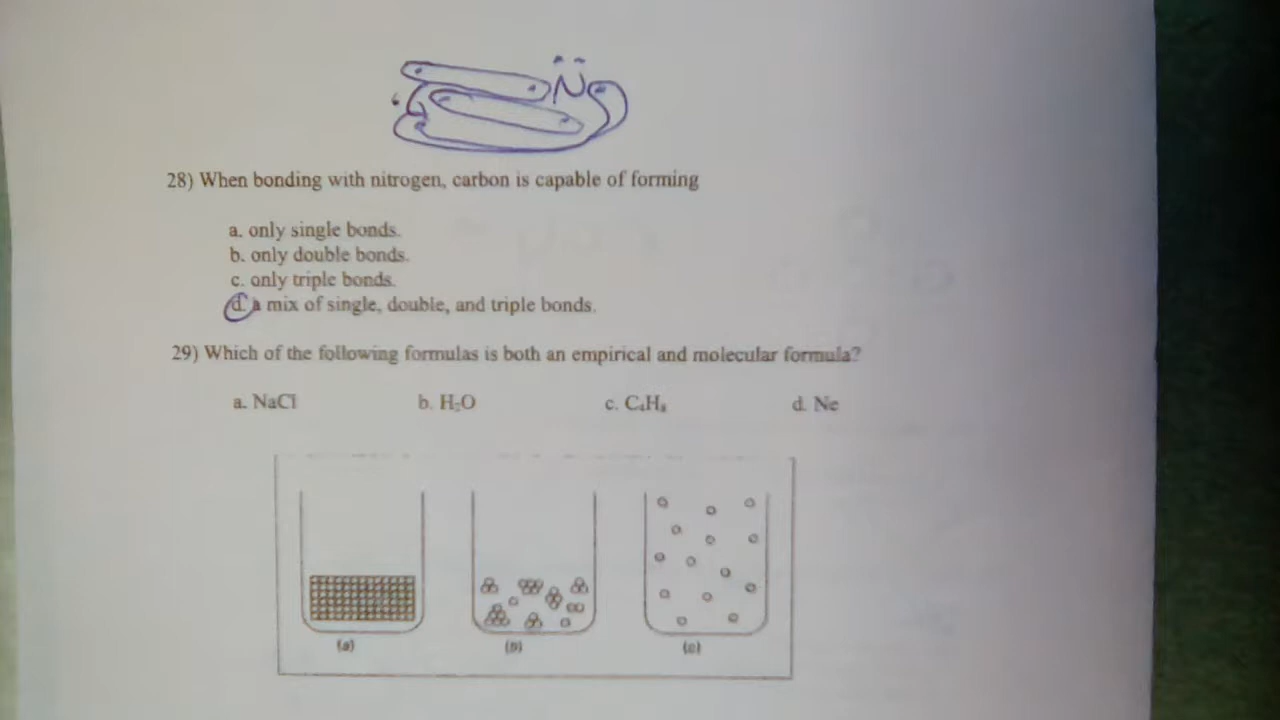 N
28) When bonding with nitrogen, carbon is capable of forming
a. only single bonds.
b. only double bonds.
c. only triple bonds.
d. a mix of single, double, and triple bonds.
29) Which of the following formulas is both an empirical and molecular formula?
a. NaCl b. H₂O c. C₄H₈ d. Ne
(a) (b) (c)